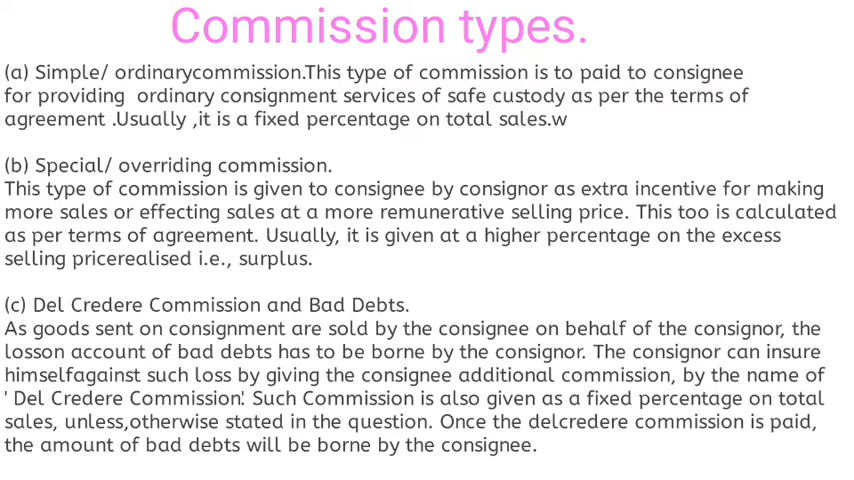 Commission types.
(a) Simple/ ordinarycommission.This type of commission is to paid to consignee
for providing  ordinary consignment services of safe custody as per the terms of
agreement .Usually ,it is a fixed percentage on total sales.w
(b) Special/ overriding commission.
This type of commission is given to consignee by consignor as extra incentive for making
more sales or effecting sales at a more remunerative selling price. This too is calculated
as per terms of agreement. Usually, it is given at a higher percentage on the excess
selling pricerealised i.e., surplus.
(c) Del Credere Commission and Bad Debts.
As goods sent on consignment are sold by the consignee on behalf of the consignor, the
losson account of bad debts has to be borne by the consignor. The consignor can insure
himselfagainst such loss by giving the consignee additional commission, by the name of
' Del Credere Commission'. Such Commission is also given as a fixed percentage on total
sales, unless,otherwise stated in the question. Once the delcredere commission is paid,
the amount of bad debts will be borne by the consignee.